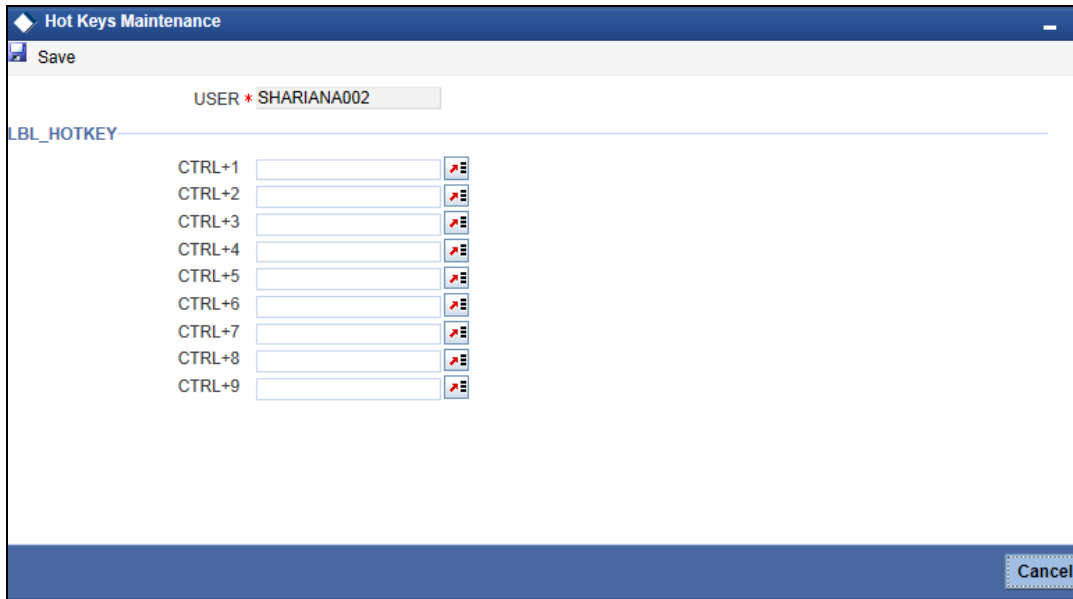 Hot Keys Maintenance
Save
USER * SHARIANA002
LBL_HOTKEY
CTRL+1
CTRL+2
CTRL+3
CTRL+4
CTRL+5
CTRL+6
CTRL+7
CTRL+8
CTRL+9
Cancel